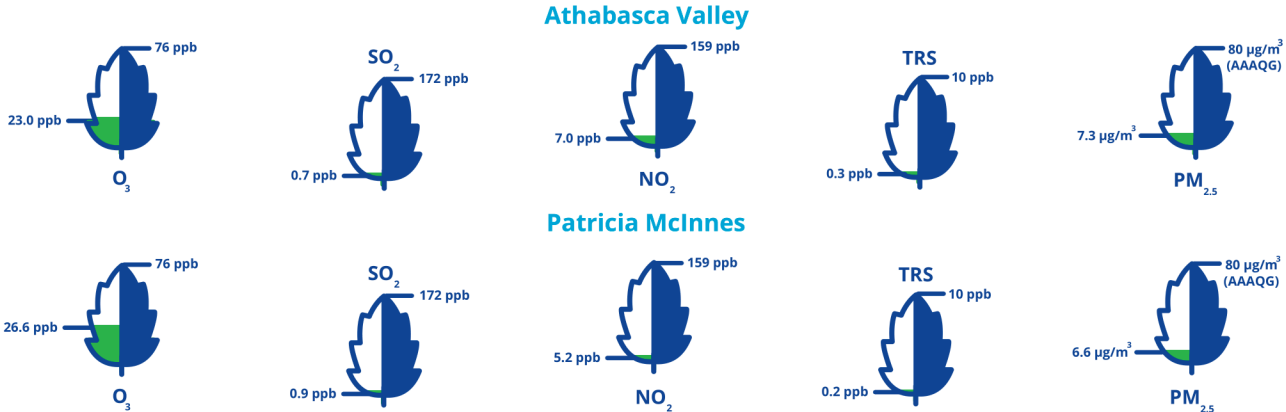 Athabasca Valley
76 ppb
23.0 ppb
O3
SO2
172 ppb
0.7 ppb
159 ppb
7.0 ppb
NO2
TRS
10 ppb
0.3 ppb
80 µg/m3
(AAAQG)
7.3 µg/m3
PM2.5
Patricia McInnes
76 ppb
26.6 ppb
O3
SO2
172 ppb
0.9 ppb
159 ppb
5.2 ppb
NO2
TRS
10 ppb
0.2 ppb
80 µg/m3
(AAAQG)
6.6 µg/m3
PM2.5